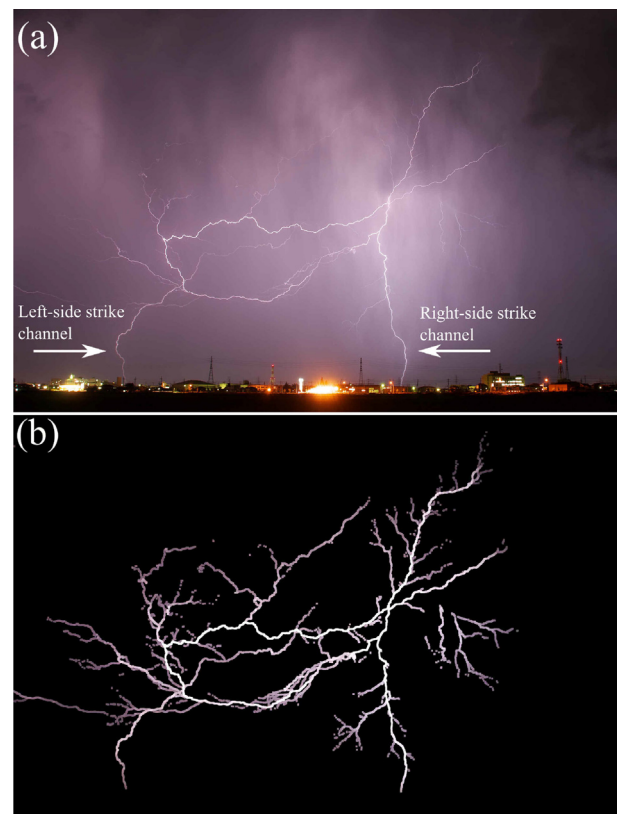 (a)
Left-side strike
channel
Right-side strike
channel
(b)